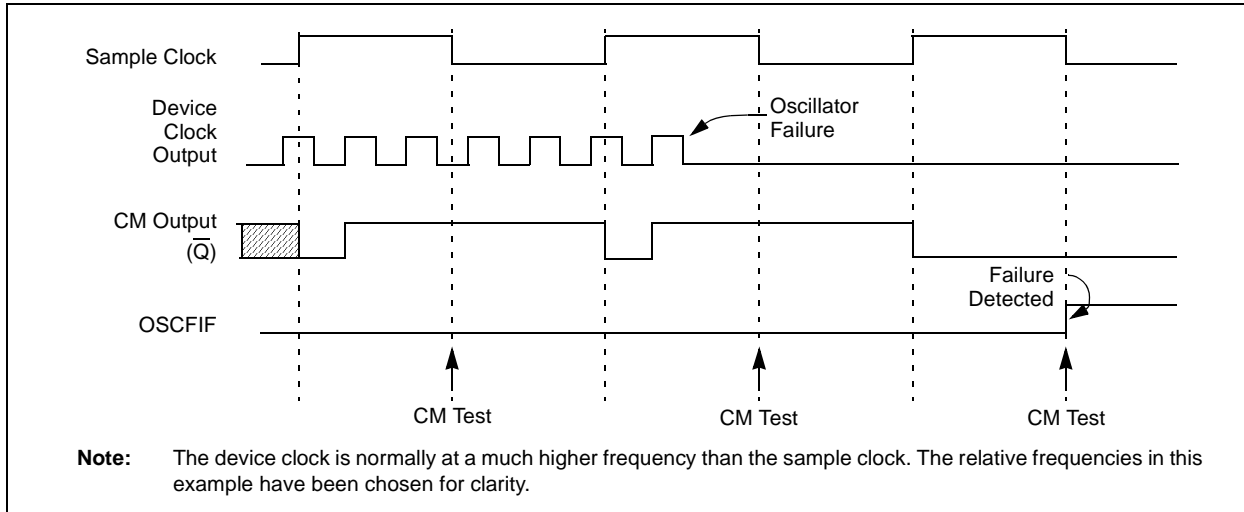 Sample Clock
Device
Clock
Output
Oscillator
Failure
CM Output
(Q̅)
Failure
Detected
OSCFIF
CM Test
CM Test
CM Test
Note: The device clock is normally at a much higher frequency than the sample clock. The relative frequencies in this
example have been chosen for clarity.